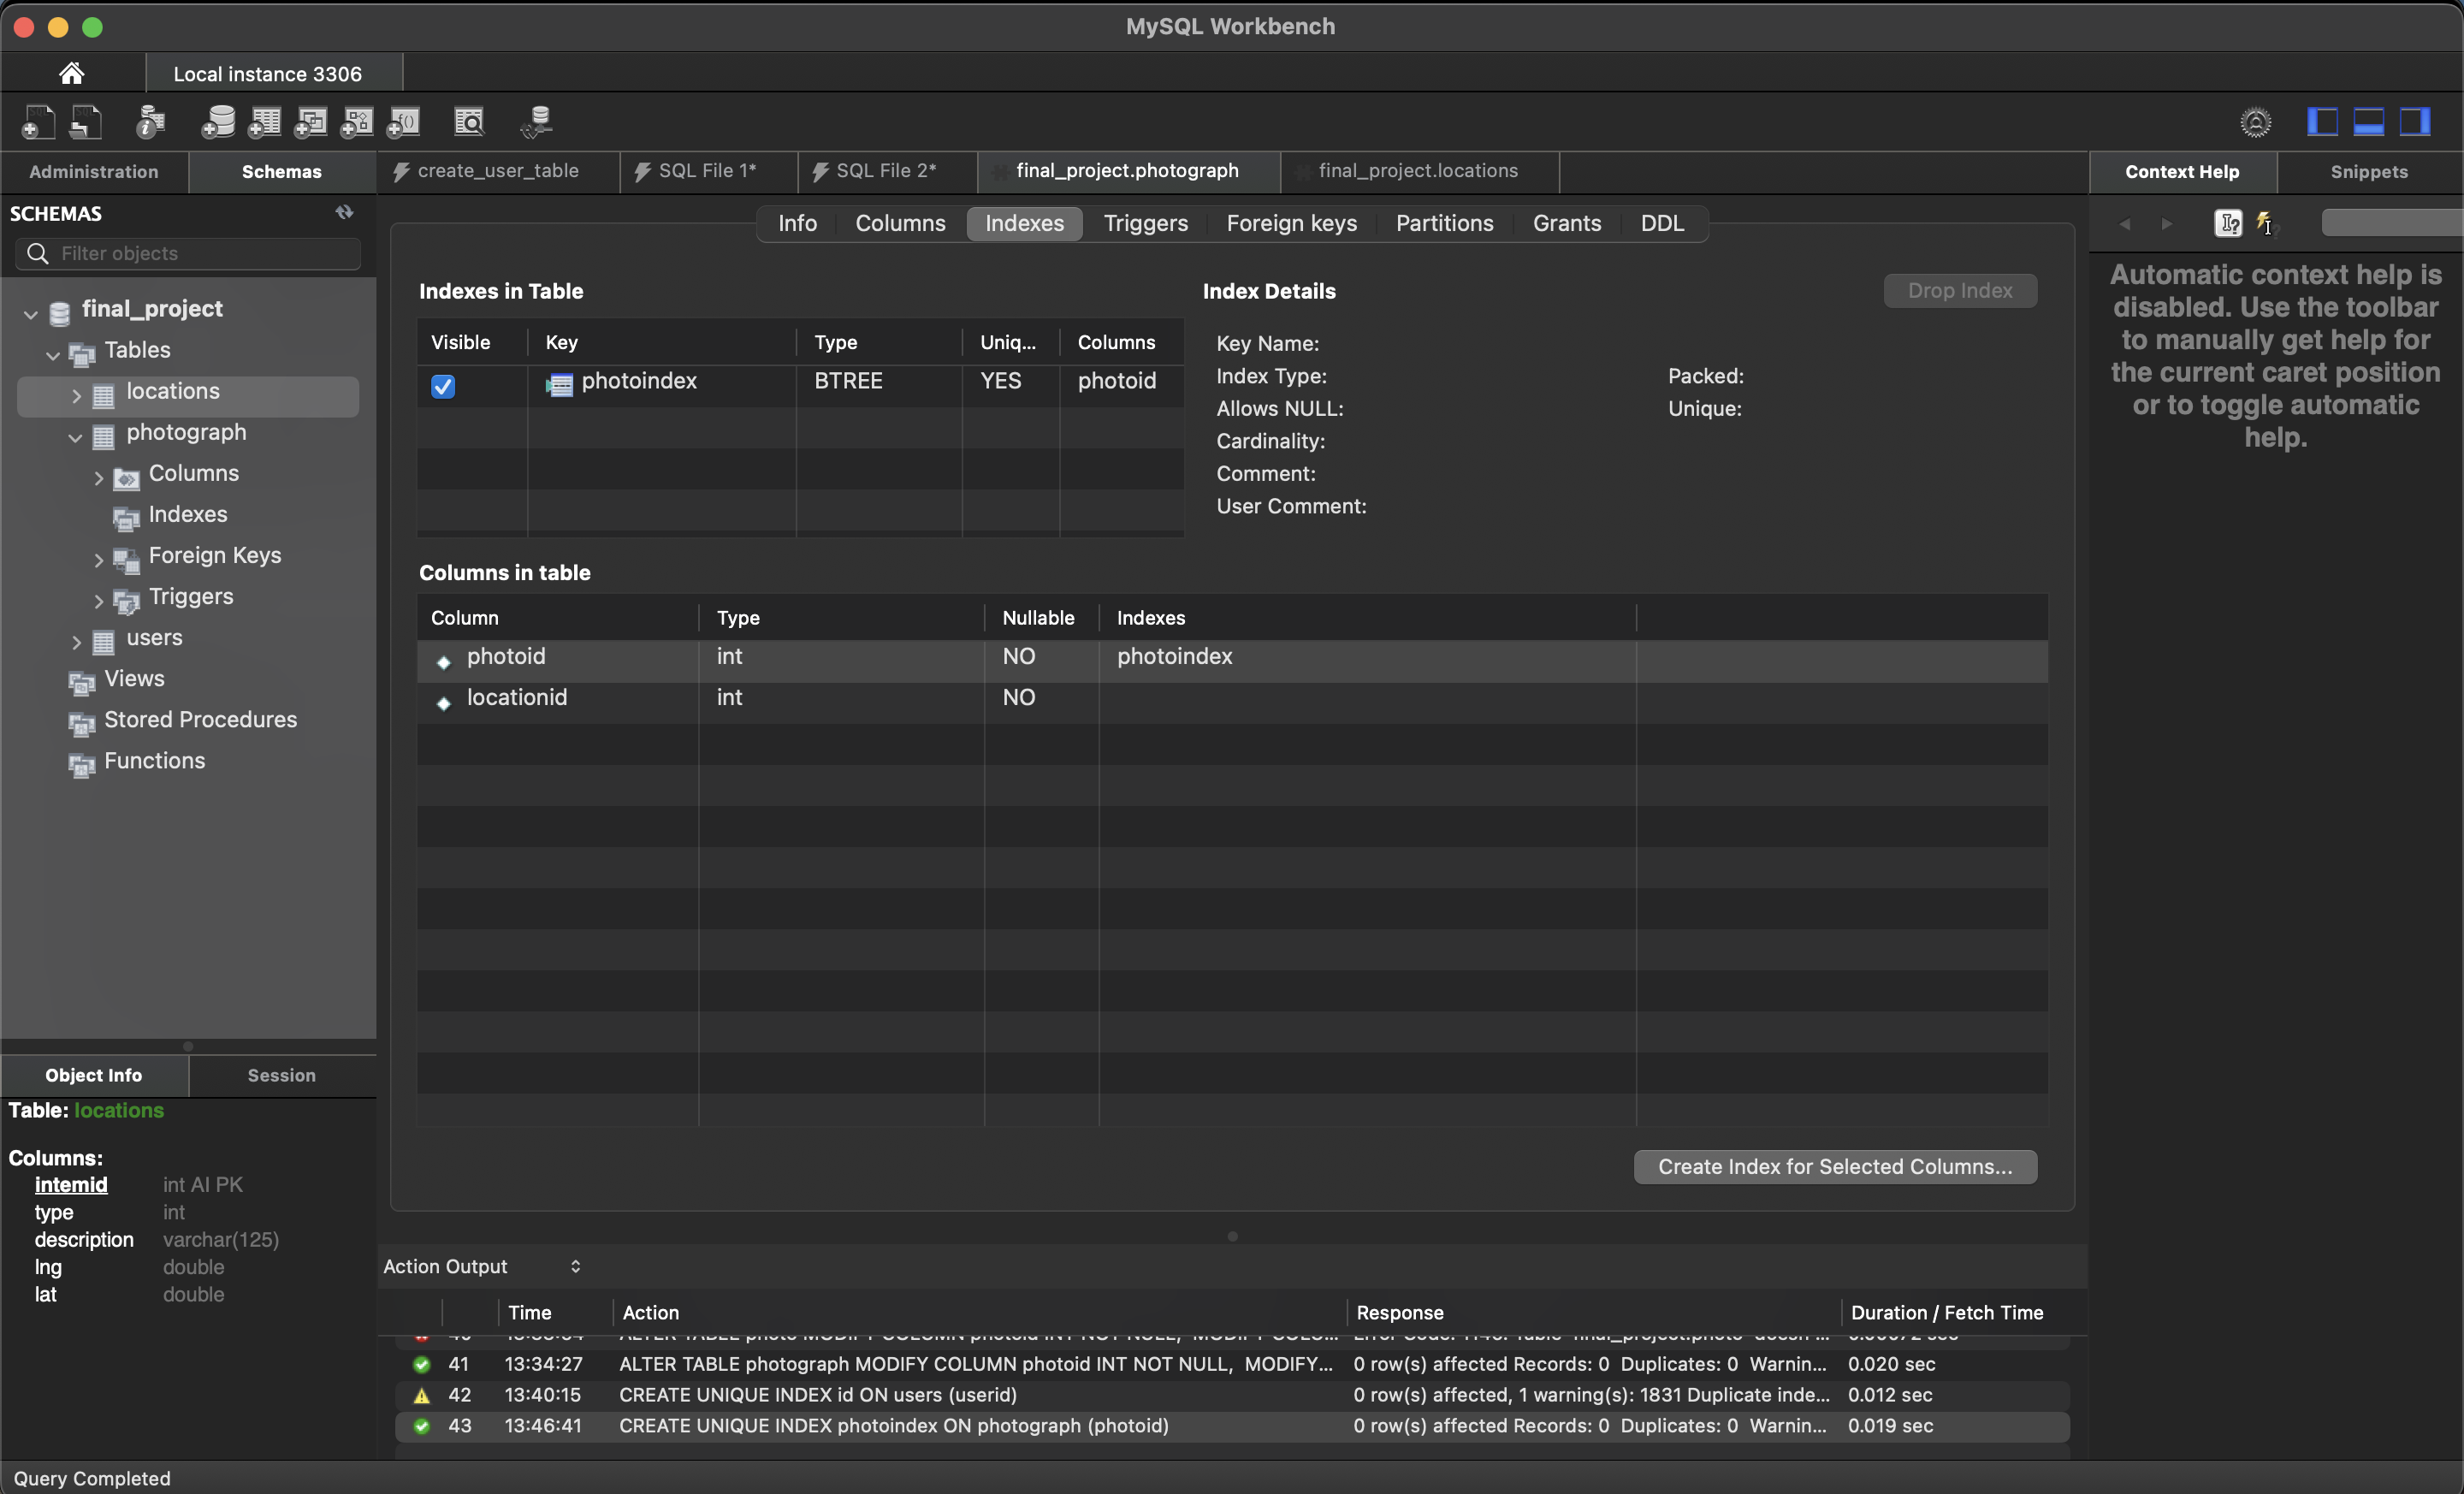 MySQL Workbench
Local instance 3306
Administration
Schemas
create_user_table
SQL File 1*
SQL File 2*
final_project.photograph
final_project.locations
Context Help
Snippets
SCHEMAS
Filter objects
final_project
Tables
locations
photograph
Columns
Indexes
Foreign Keys
Triggers
users
Views
Stored Procedures
Functions
Object Info
Session
Table: locations
Columns:
intemid int AI PK
type int
description varchar(125)
lng double
lat double
Info
Columns
Indexes
Triggers
Foreign keys
Partitions
Grants
DDL
Indexes in Table
Visible Key Type Uniq... Columns
photoindex BTREE YES photoid
Index Details
Drop Index
Key Name:
Index Type:
Packed:
Allows NULL:
Unique:
Cardinality:
Comment:
User Comment:
Columns in table
Column Type Nullable Indexes
photoid int NO photoindex
locationid int NO
Create Index for Selected Columns...
Automatic context help is
disabled. Use the toolbar
to manually get help for
the current caret position
or to toggle automatic
help.
Action Output
Time Action Response Duration / Fetch Time
41 13:34:27 ALTER TABLE photograph MODIFY COLUMN photoid INT NOT NULL, MODIFY... 0 row(s) affected Records: 0 Duplicates: 0 Warnin... 0.020 sec
42 13:40:15 CREATE UNIQUE INDEX id ON users (userid) 0 row(s) affected, 1 warning(s): 1831 Duplicate inde... 0.012 sec
43 13:46:41 CREATE UNIQUE INDEX photoindex ON photograph (photoid) 0 row(s) affected Records: 0 Duplicates: 0 Warnin... 0.019 sec
Query Completed